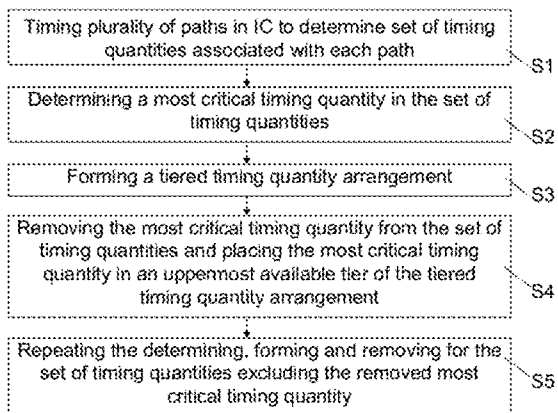 Timing plurality of paths in IC to determine set of timing
quantities associated with each path
S1
Determining a most critical timing quantity in the set of
timing quantities
S2
Forming a tiered timing quantity arrangement
S3
Removing the most critical timing quantity from the set of
timing quantities and placing the most critical timing
quantity in an uppermost available tier of the tiered
timing quantity arrangement
S4
Repeating the determining, forming and removing for the
set of timing quantities excluding the removed most
critical timing quantity
S5